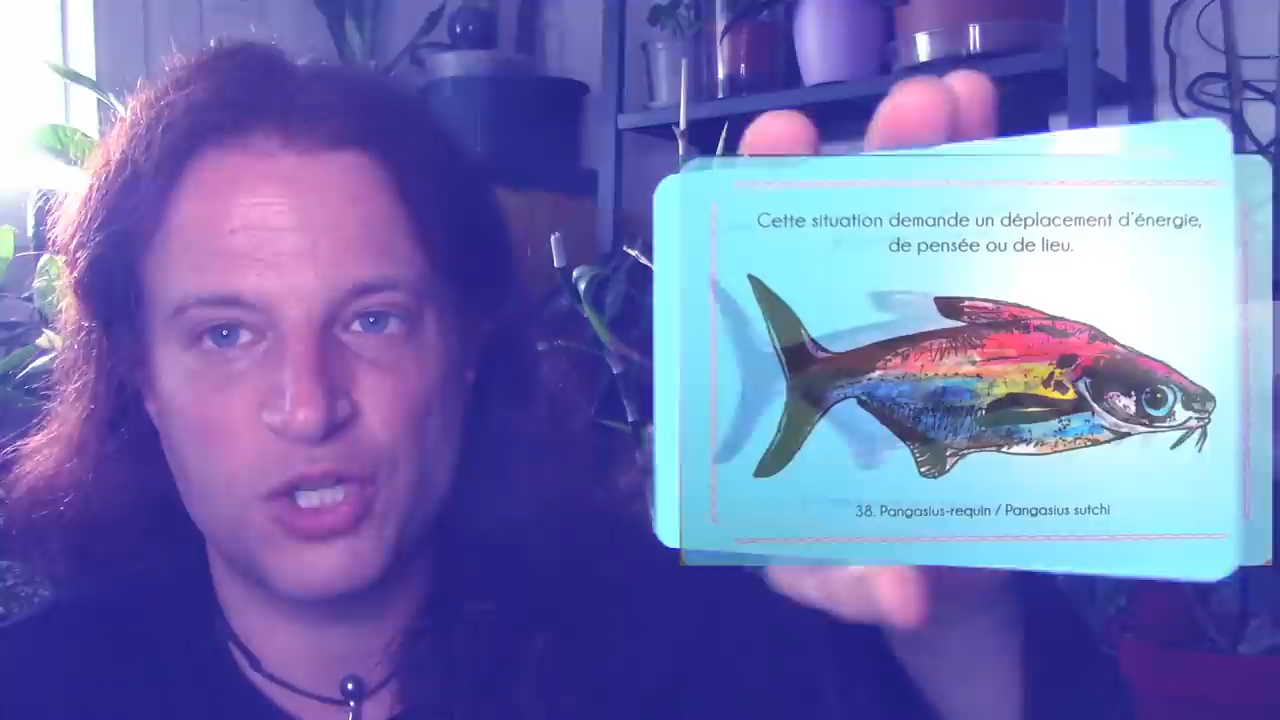 Cette situation demande un déplacement d'énergie,
de pensée ou de lieu.
38. Pangasius-requin / Pangasius sutchi